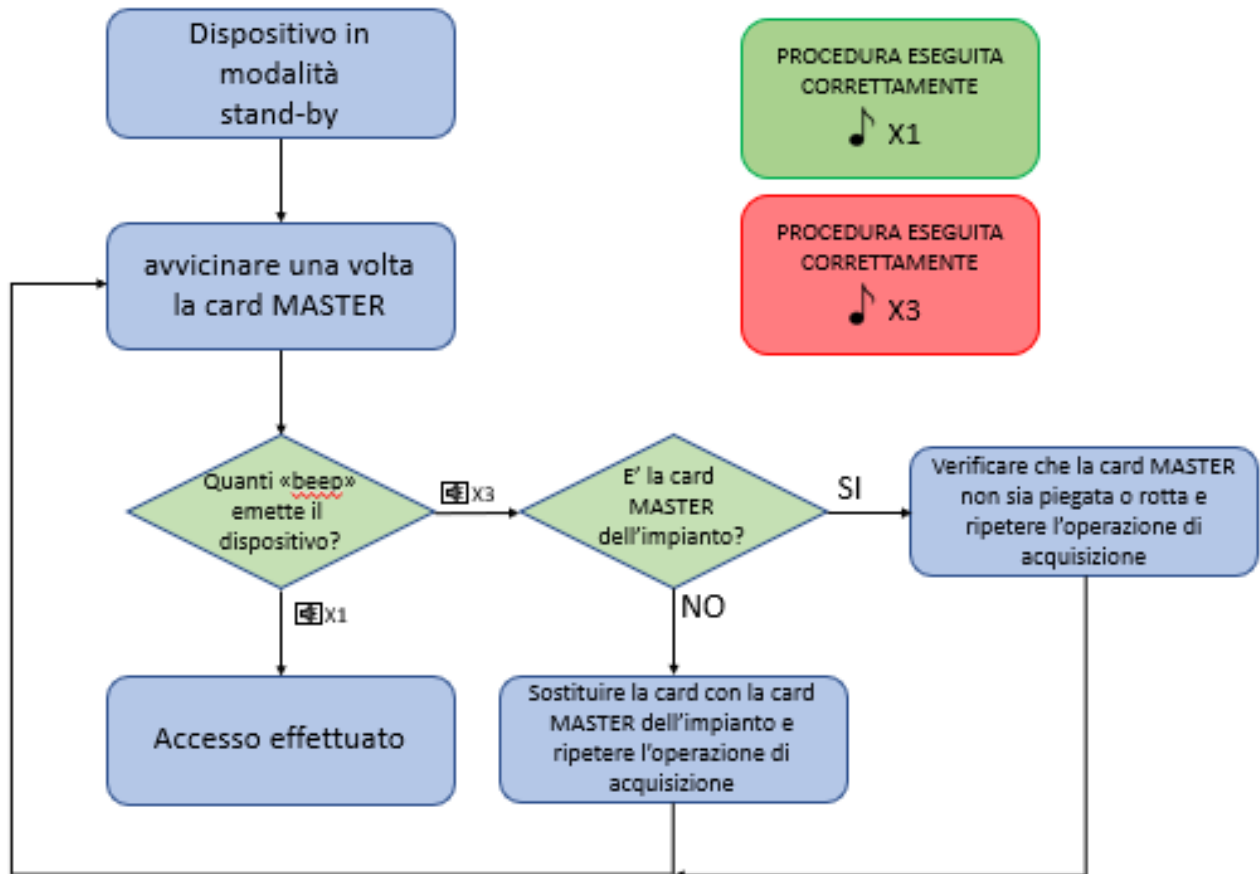 Dispositivo in
modalità
stand-by
PROCEDURA ESEGUITA
CORRETTAMENTE
X1
PROCEDURA ESEGUITA
CORRETTAMENTE
X3
avvicinare una volta
la card MASTER
Quanti «beep»
emette il
dispositivo?
X3
E' la card
MASTER
dell'impianto?
SI
Verificare che la card MASTER
non sia piegata o rotta e
ripetere l'operazione di
acquisizione
X1
NO
Accesso effettuato
Sostituire la card con la card
MASTER dell'impianto e
ripetere l'operazione di
acquisizione